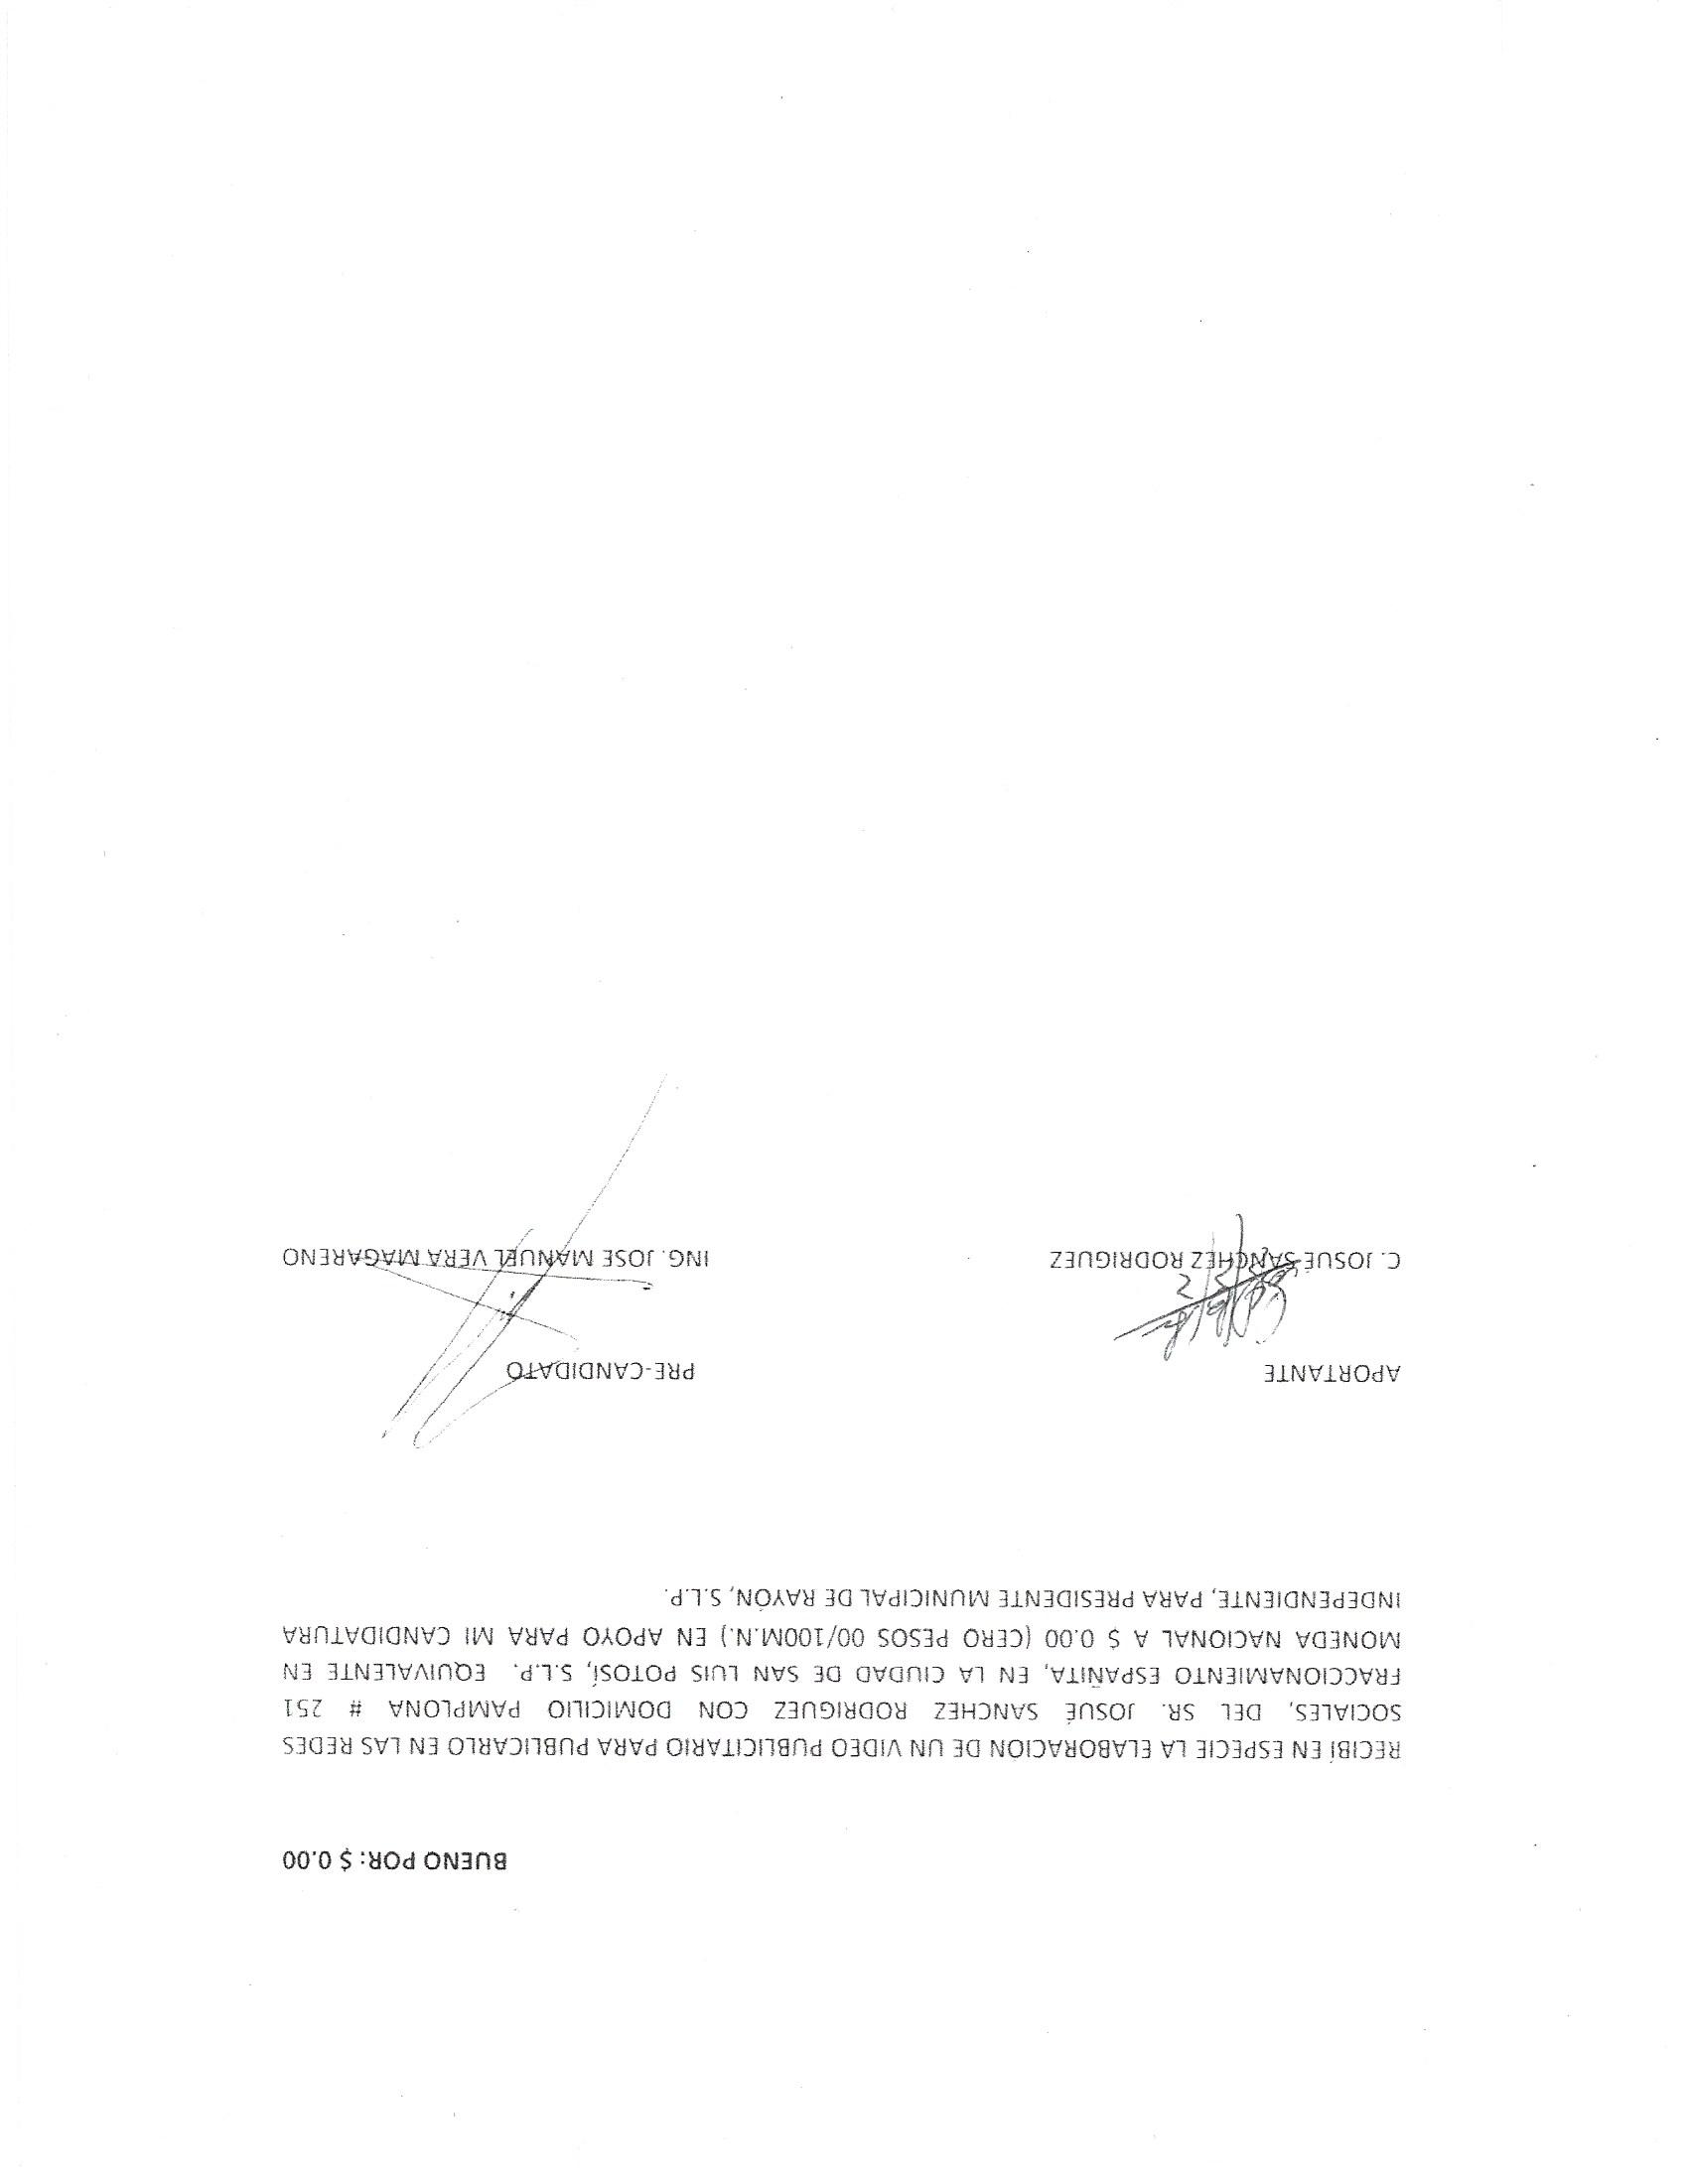 BUENO POR: $ 0.00
RECIBÍ EN ESPECIE LA ELABORACIÓN DE UN VIDEO PUBLICITARIO PARA PUBLICARLO EN LAS REDES
SOCIALES, DEL SR. JOSUÉ SANCHEZ RODRIGUEZ CON DOMICILIO PAMPLONA # 251
FRACCIONAMIENTO ESPAÑITA, EN LA CIUDAD DE SAN LUIS POTOSÍ, S.L.P. EQUIVALENTE EN
MONEDA NACIONAL A $ 0.00 (CERO PESOS 00/100M.N.) EN APOYO PARA MI CANDIDATURA
INDEPENDIENTE, PARA PRESIDENTE MUNICIPAL DE RAYÓN, S.L.P.
APORTANTE PRE-CANDIDATO
C. JOSUÉ SANCHEZ RODRIGUEZ ING. JOSE MANUEL VERA MAGARENO